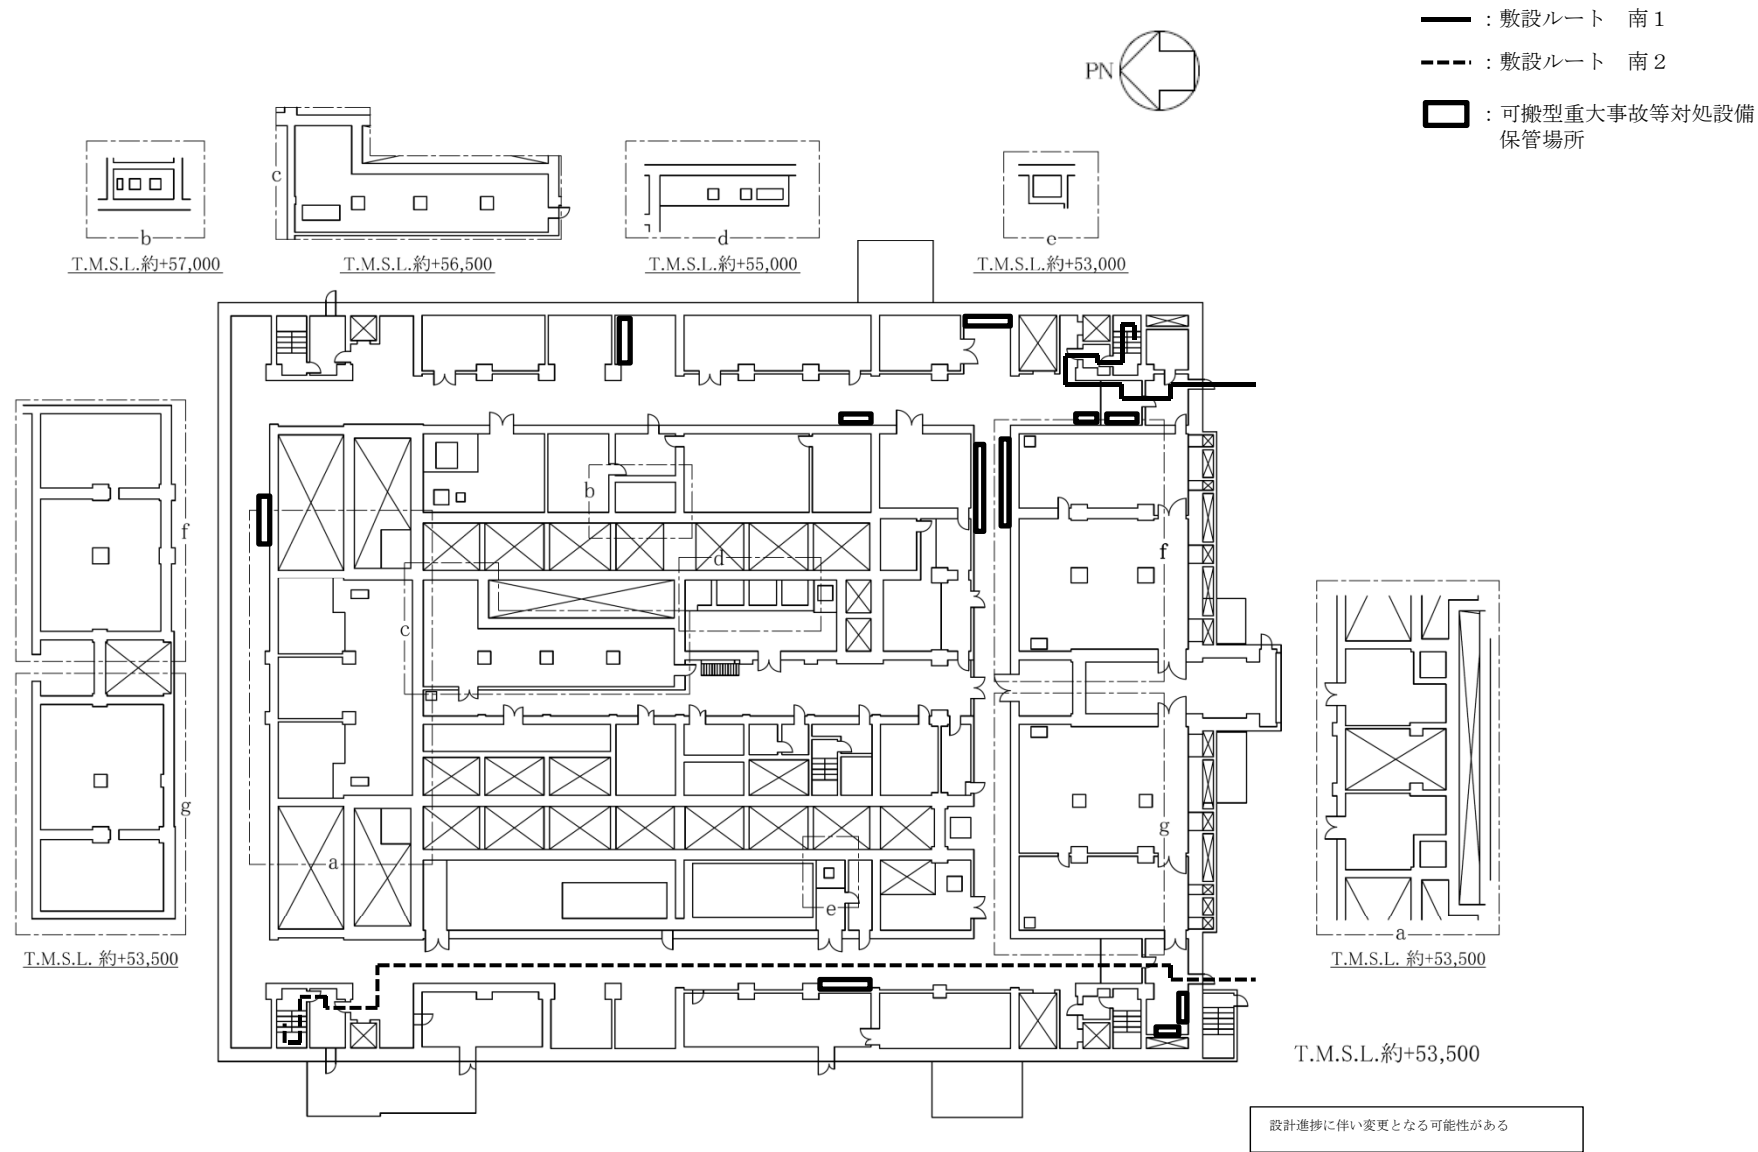 ：敷設ルート　南１
：敷設ルート　南２
：可搬型重大事故等対処設備
保管場所
PN
c
b
d
e
T.M.S.L.約+57,000
T.M.S.L.約+56,500
T.M.S.L.約+55,000
T.M.S.L.約+53,000
b
f
f
d
c
g
g
a
e
a
T.M.S.L. 約+53,500
T.M.S.L. 約+53,500
T.M.S.L.約+53,500
設計進捗に伴い変更となる可能性がある